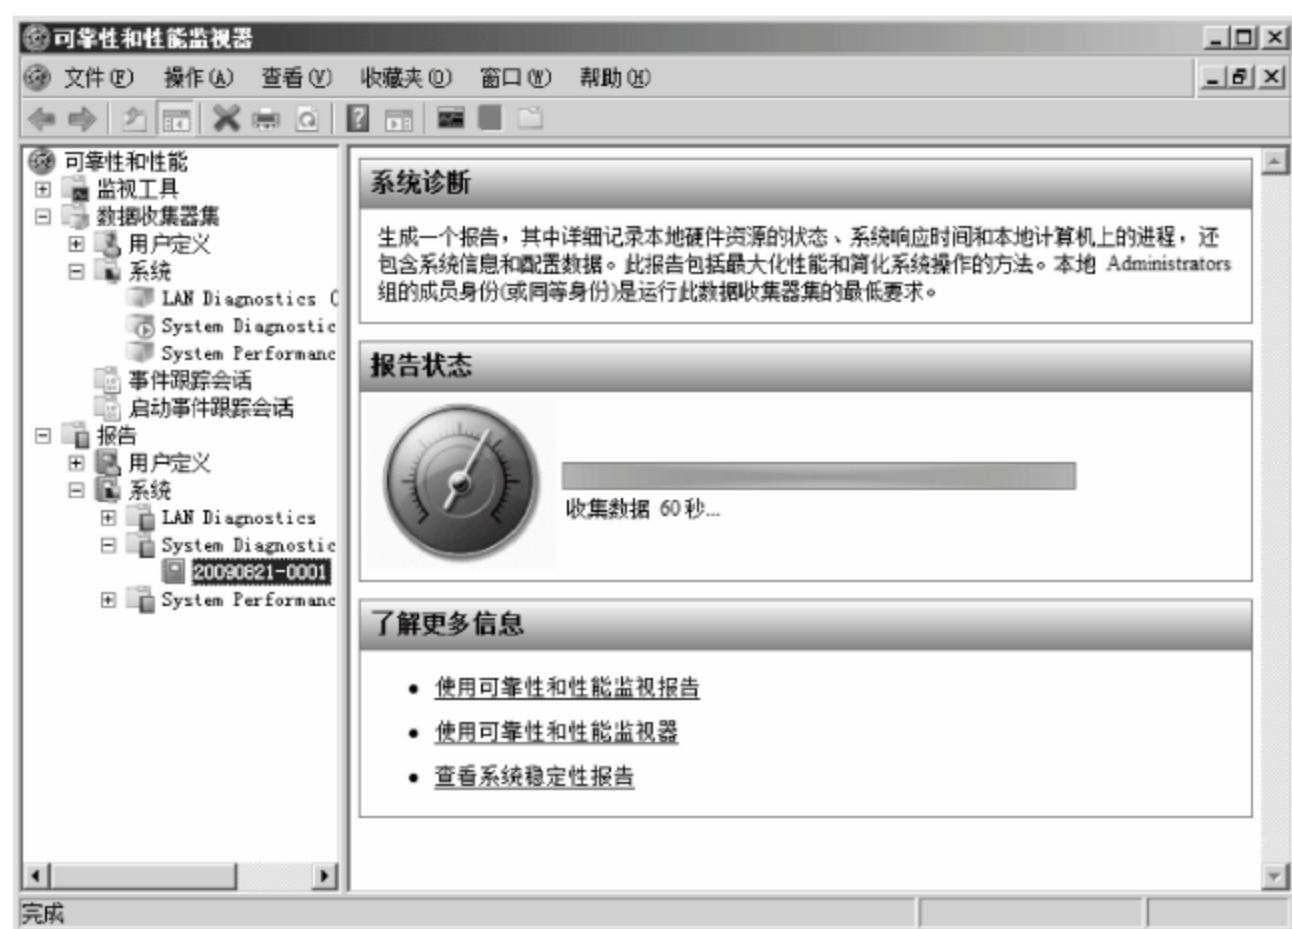 可靠性和性能监视器
文件(F) 操作(A) 查看(V) 收藏夹(O) 窗口(W) 帮助(H)
可靠性和性能
监视工具
数据收集器集
用户定义
系统
LAN Diagnostics (
System Diagnostic
System Performanc
事件跟踪会话
启动事件跟踪会话
报告
用户定义
系统
LAN Diagnostics
System Diagnostic
20090821-0001
System Performanc
系统诊断
生成一个报告，其中详细记录本地硬件资源的状态、系统响应时间和本地计算机上的进程，还
包含系统信息和配置数据。此报告包括最大化性能和简化系统操作的方法。本地 Administrators
组的成员身份(或同等身份)是运行此数据收集器集的最低要求。
报告状态
收集数据 60 秒...
了解更多信息
• 使用可靠性和性能监视报告
• 使用可靠性和性能监视器
• 查看系统稳定性报告
完成